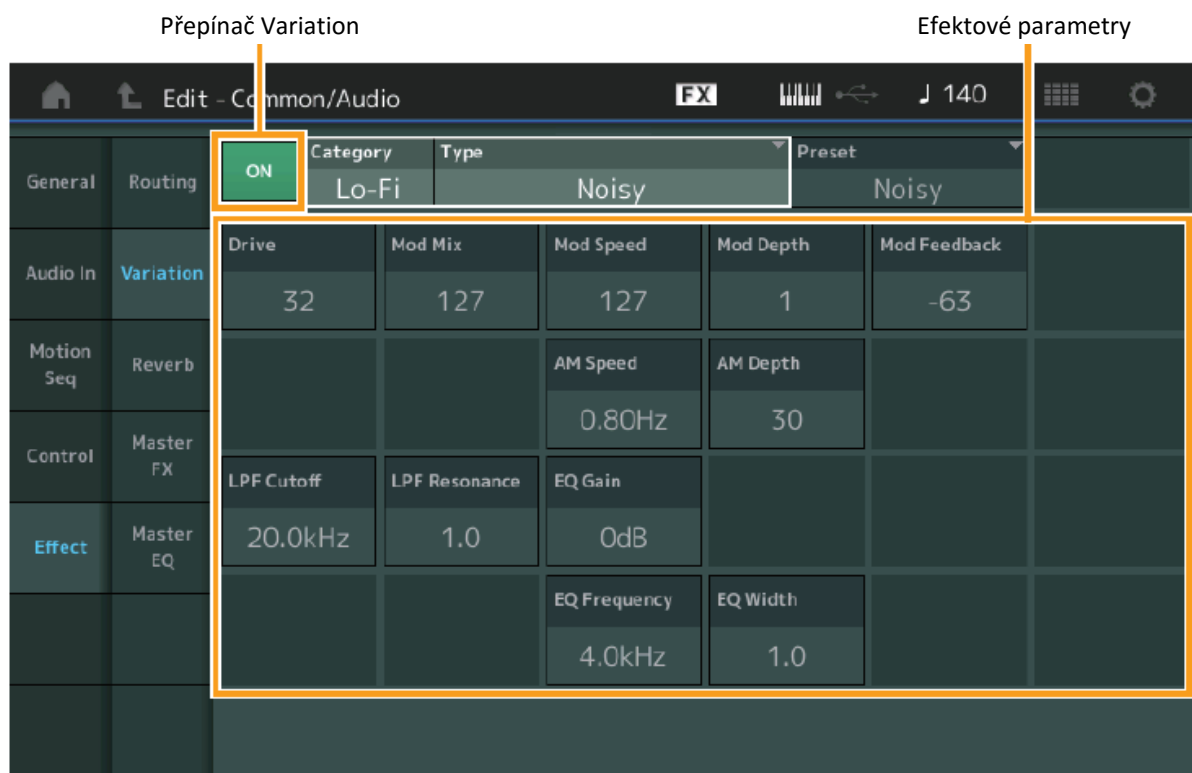 Přepínač Variation Efektové parametry
Edit - Common/Audio FX 140
ON Category Type Preset
General Routing Lo-Fi Noisy Noisy
Drive Mod Mix Mod Speed Mod Depth Mod Feedback
Audio In Variation
32 127 127 1 -63
Motion
Seq
Reverb
AM Speed AM Depth
0.80Hz 30
Control
Master
FX
LPF Cutoff LPF Resonance EQ Gain
20.0kHz 1.0 0dB
Effect
Master
EQ
EQ Frequency EQ Width
4.0kHz 1.0